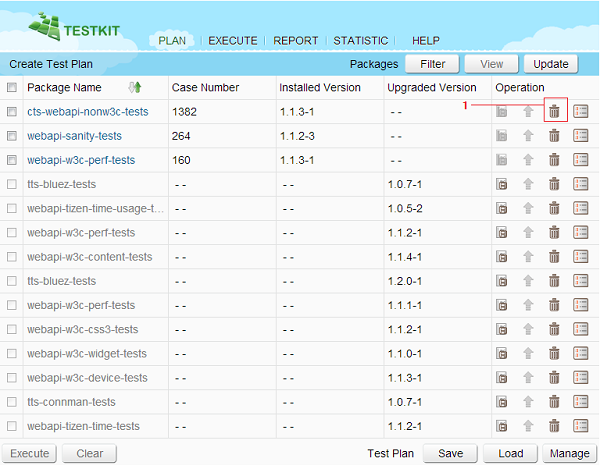 TESTKIT
PLAN EXECUTE REPORT STATISTIC HELP
Create Test Plan Packages Filter View Update
Package Name Case Number Installed Version Upgraded Version Operation
1
cts-webapi-nonw3c-tests 1382 1.1.3-1 --
webapi-sanity-tests 264 1.1.2-3 --
webapi-w3c-perf-tests 160 1.1.3-1 --
tts-bluez-tests -- -- 1.0.7-1
webapi-tizen-time-usage-t... -- -- 1.0.5-2
webapi-w3c-perf-tests -- -- 1.1.2-1
webapi-w3c-content-tests -- -- 1.1.4-1
tts-bluez-tests -- -- 1.2.0-1
webapi-w3c-perf-tests -- -- 1.1.1-1
webapi-w3c-css3-tests -- -- 1.1.2-1
webapi-w3c-widget-tests -- -- 1.1.0-1
webapi-w3c-device-tests -- -- 1.1.3-1
tts-connman-tests -- -- 1.0.7-1
webapi-tizen-time-tests -- -- 1.1.2-1
Execute Clear Test Plan Save Load Manage